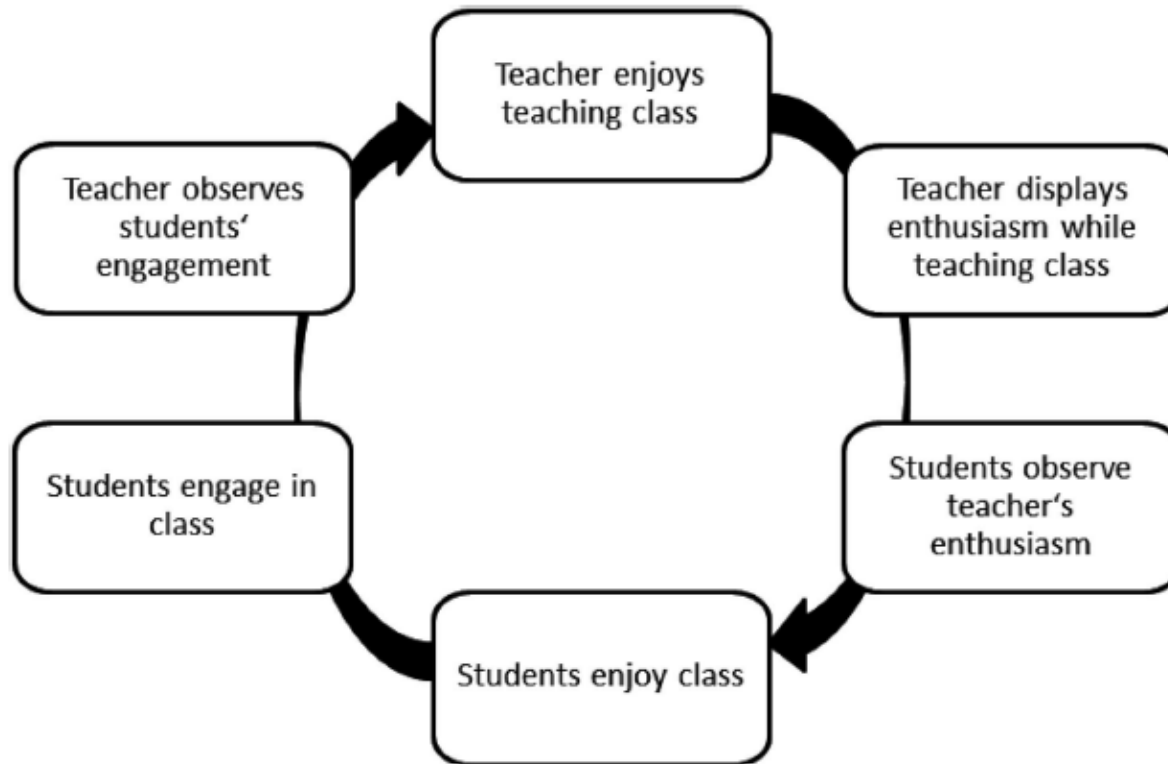 Teacher enjoys
teaching class
Teacher displays
enthusiasm while
teaching class
Students observe
teacher‘s
enthusiasm
Students enjoy class
Students engage in
class
Teacher observes
students‘
engagement